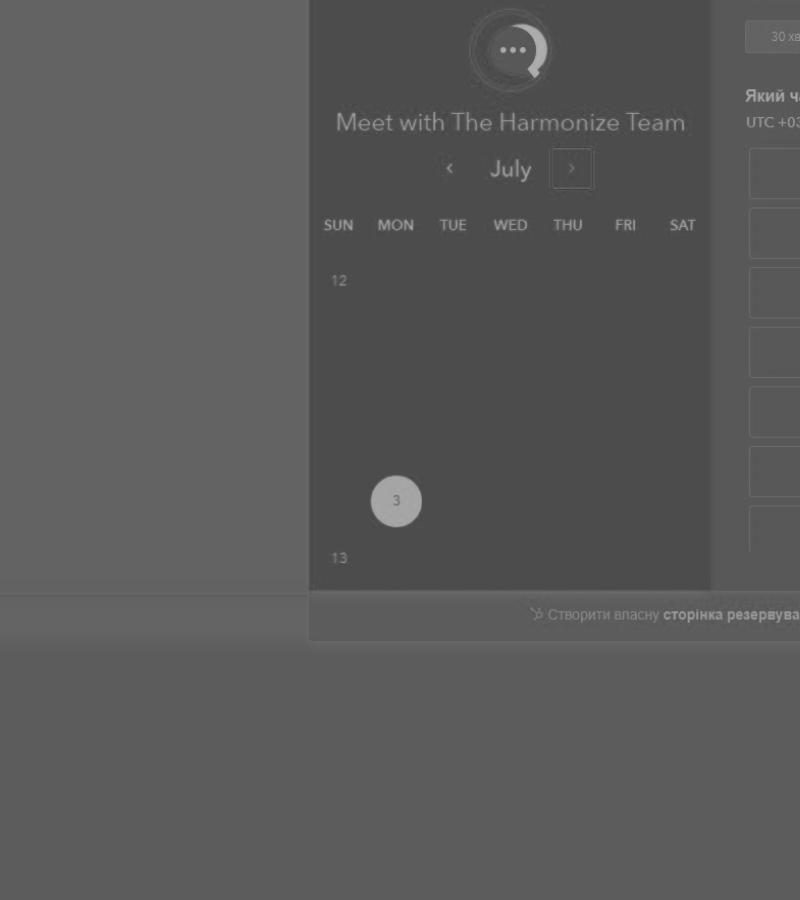 Meet with The Harmonize Team
‹ July ›
SUN MON TUE WED THU FRI SAT
12
3
13
30 хв
Який ч
UTC +03
Створити власну сторінка резервува